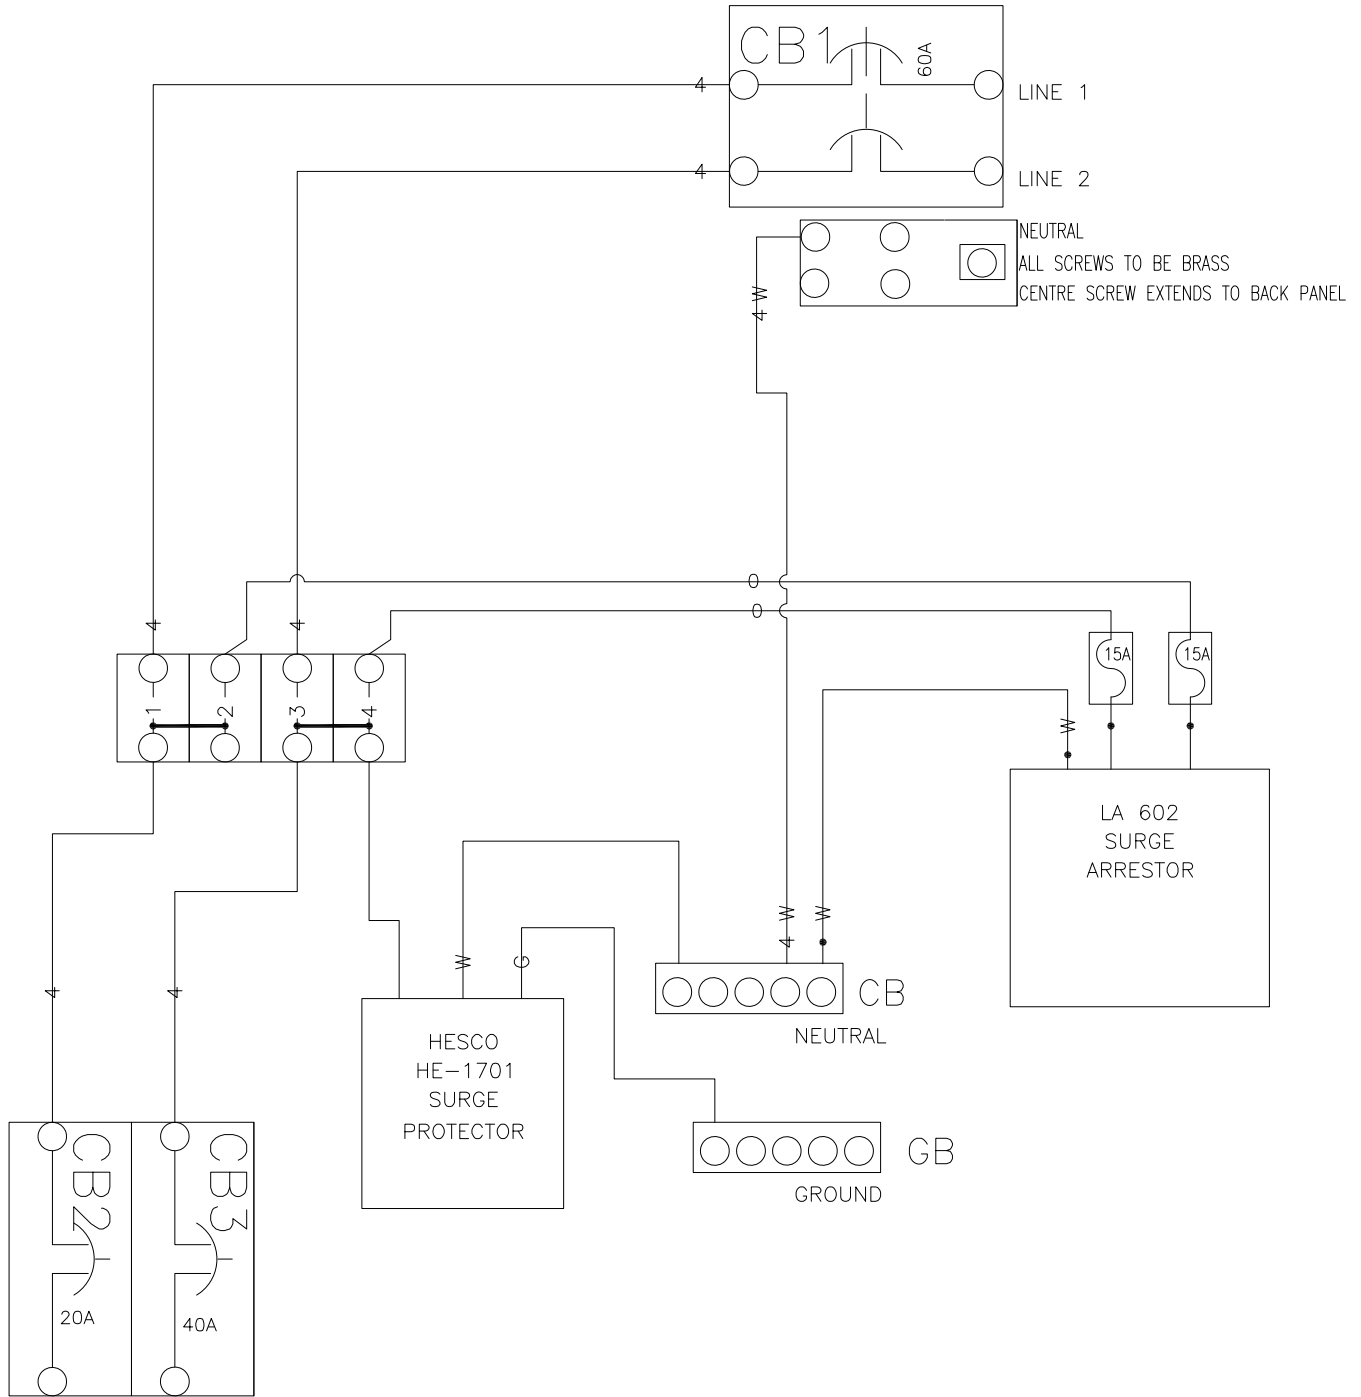 CB1
60A
4
LINE 1
4
LINE 2
NEUTRAL
ALL SCREWS TO BE BRASS
CENTRE SCREW EXTENDS TO BACK PANEL
4 W
0
0
4
4
15A
15A
1
2
3
4
W
LA 602
SURGE
ARRESTOR
4 W
W
W
G
4
4
CB
NEUTRAL
HESCO
HE-1701
SURGE
PROTECTOR
GB
GROUND
CB2
20A
CB3
40A